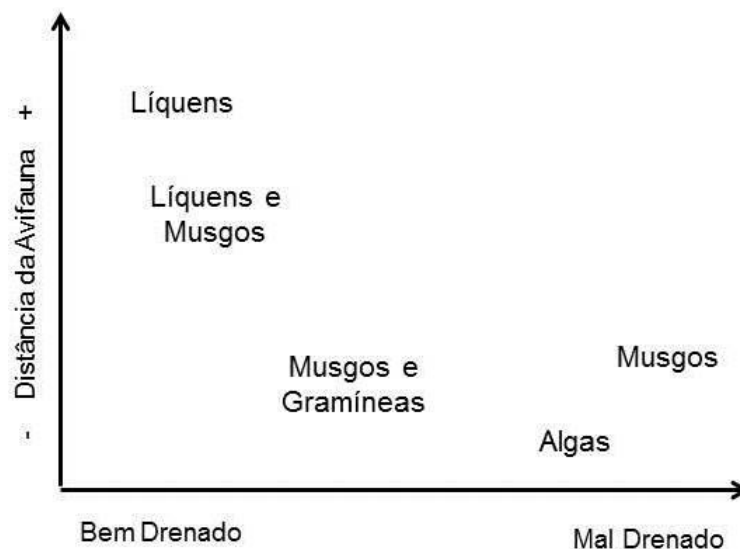 Líquens
Líquens e
Musgos
Musgos e
Gramíneas
Musgos
Algas
- Distância da Avifauna +
Bem Drenado
Mal Drenado